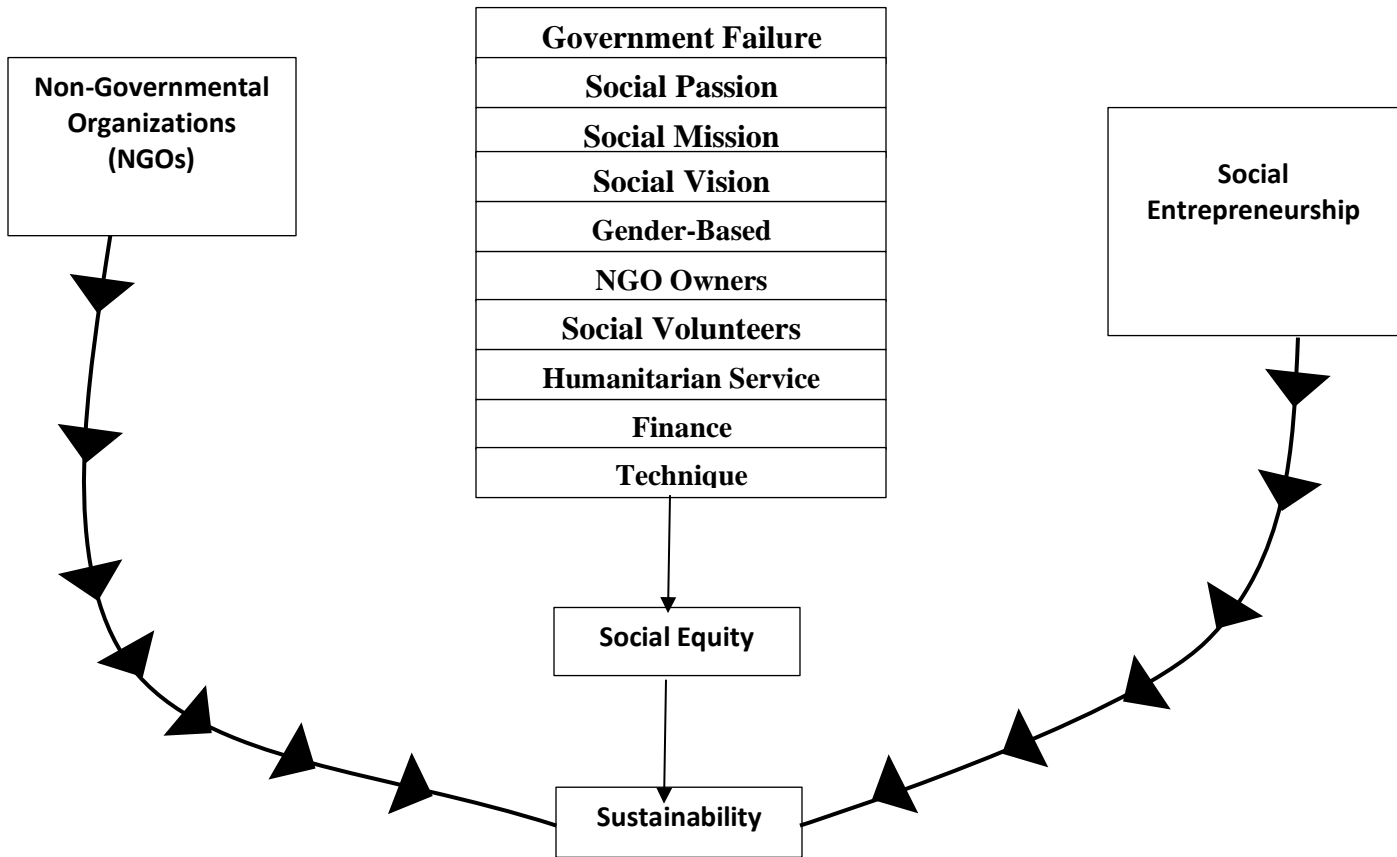 Government Failure
Non-Governmental
Organizations
(NGOs)
Social Passion
Social Mission
Social Vision
Gender-Based
NGO Owners
Social Volunteers
Humanitarian Service
Finance
Technique
Social
Entrepreneurship
Social Equity
Sustainability